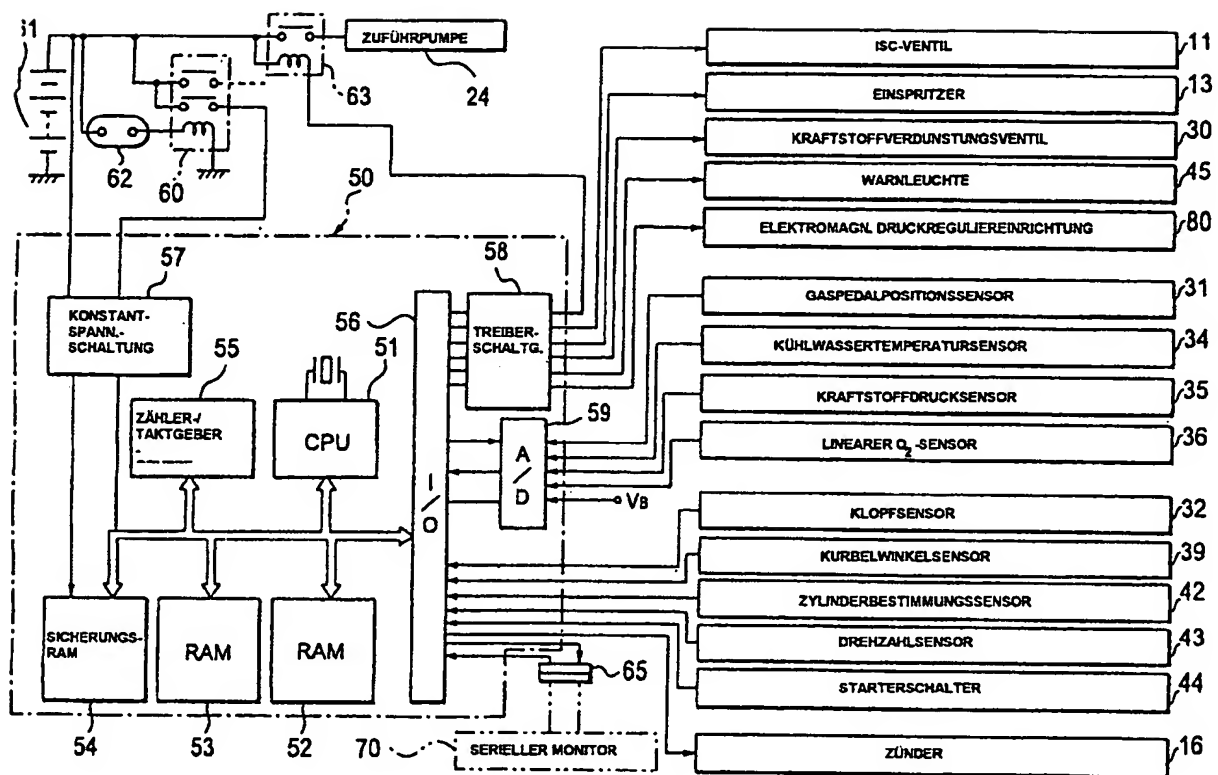 i1
ZUFÜHRPUMPE
63
24
62
60
50
57
KONSTANT-
SPANN.-
SCHALTUNG
55
ZÄHLER-/
TAKTGEBER
51
CPU
56
I/O
58
TREIBER-
SCHALTG.
59
A/D
VB
SICHERUNGS-
RAM
RAM
RAM
54
53
52
65
70
SERIELLER MONITOR
ISC-VENTIL
11
EINSPRITZER
13
KRAFTSTOFFVERDUNSTUNGSVENTIL
30
WARNLEUCHTE
45
ELEKTROMAGN. DRUCKREGULIEREINRICHTUNG
80
GASPEDALPOSITIONSSENSOR
31
KÜHLWASSERTEMPERATURSENSOR
34
KRAFTSTOFFDRUCKSENSOR
35
LINEARER O2-SENSOR
36
KLOPFSENSOR
32
KURBELWINKELSENSOR
39
ZYLINDERBESTIMMUNGSSENSOR
42
DREHZAHLSENSOR
43
STARTERSCHALTER
44
ZÜNDER
16